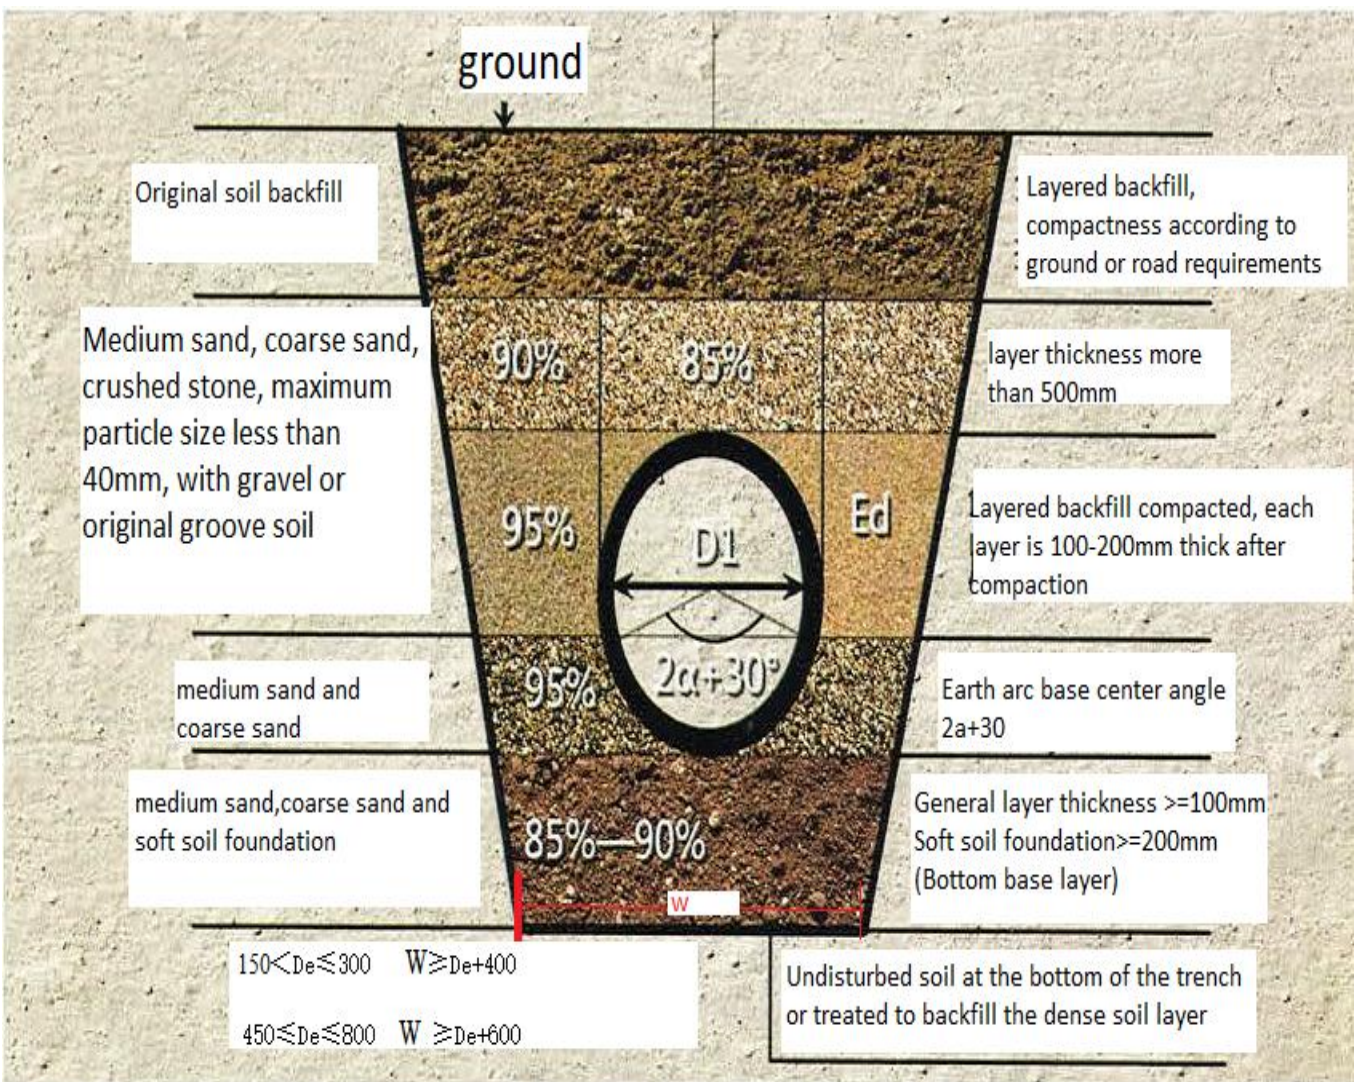 ground
Original soil backfill
Layered backfill,
compactness according to
ground or road requirements
Medium sand, coarse sand,
crushed stone, maximum
particle size less than
40mm, with gravel or
original groove soil
90%
85%
layer thickness more
than 500mm
95%
D1
Ed
Layered backfill compacted, each
layer is 100-200mm thick after
compaction
medium sand and
coarse sand
95%
2α+30°
Earth arc base center angle
2a+30
medium sand,coarse sand and
soft soil foundation
85%—90%
General layer thickness >=100mm
Soft soil foundation>=200mm
(Bottom base layer)
W
150<De≤300 W≥De+400
450≤De≤800 W ≥De+600
Undisturbed soil at the bottom of the trench
or treated to backfill the dense soil layer